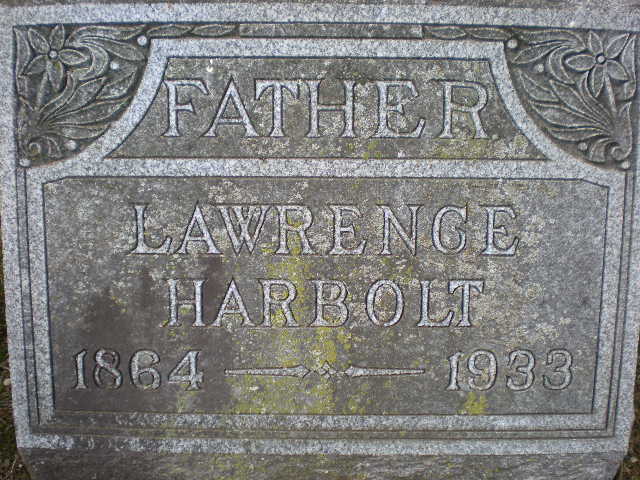 FATHER.
LAWRENCE
HARBOLT
1864 1933